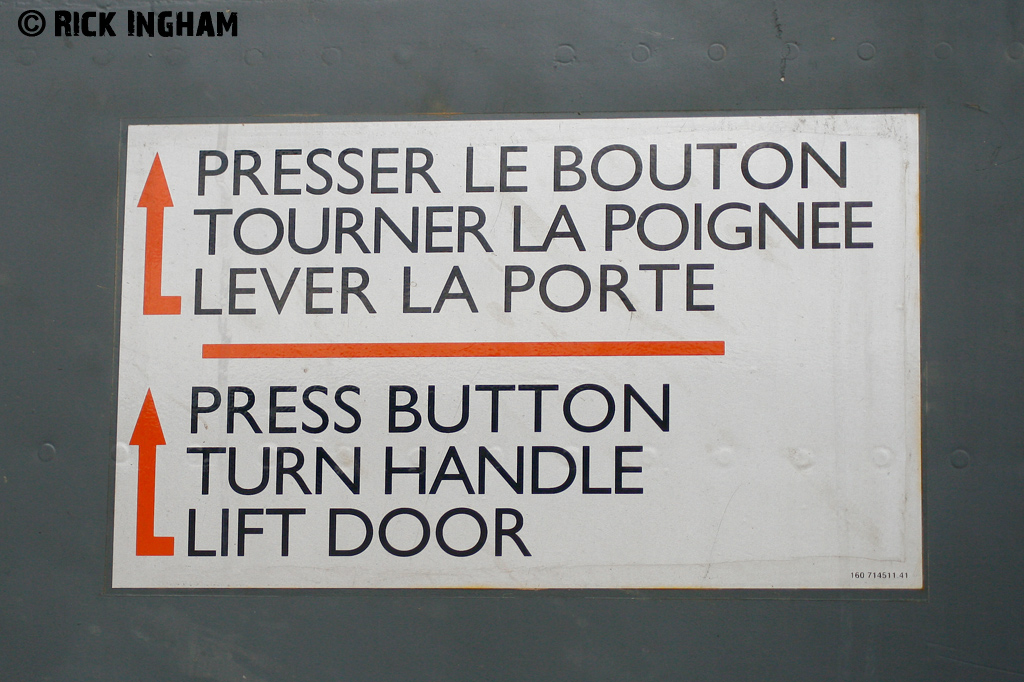 © RICK INGHAM
PRESSER LE BOUTON
TOURNER LA POIGNEE
LEVER LA PORTE
PRESS BUTTON
TURN HANDLE
LIFT DOOR
160 714511.41